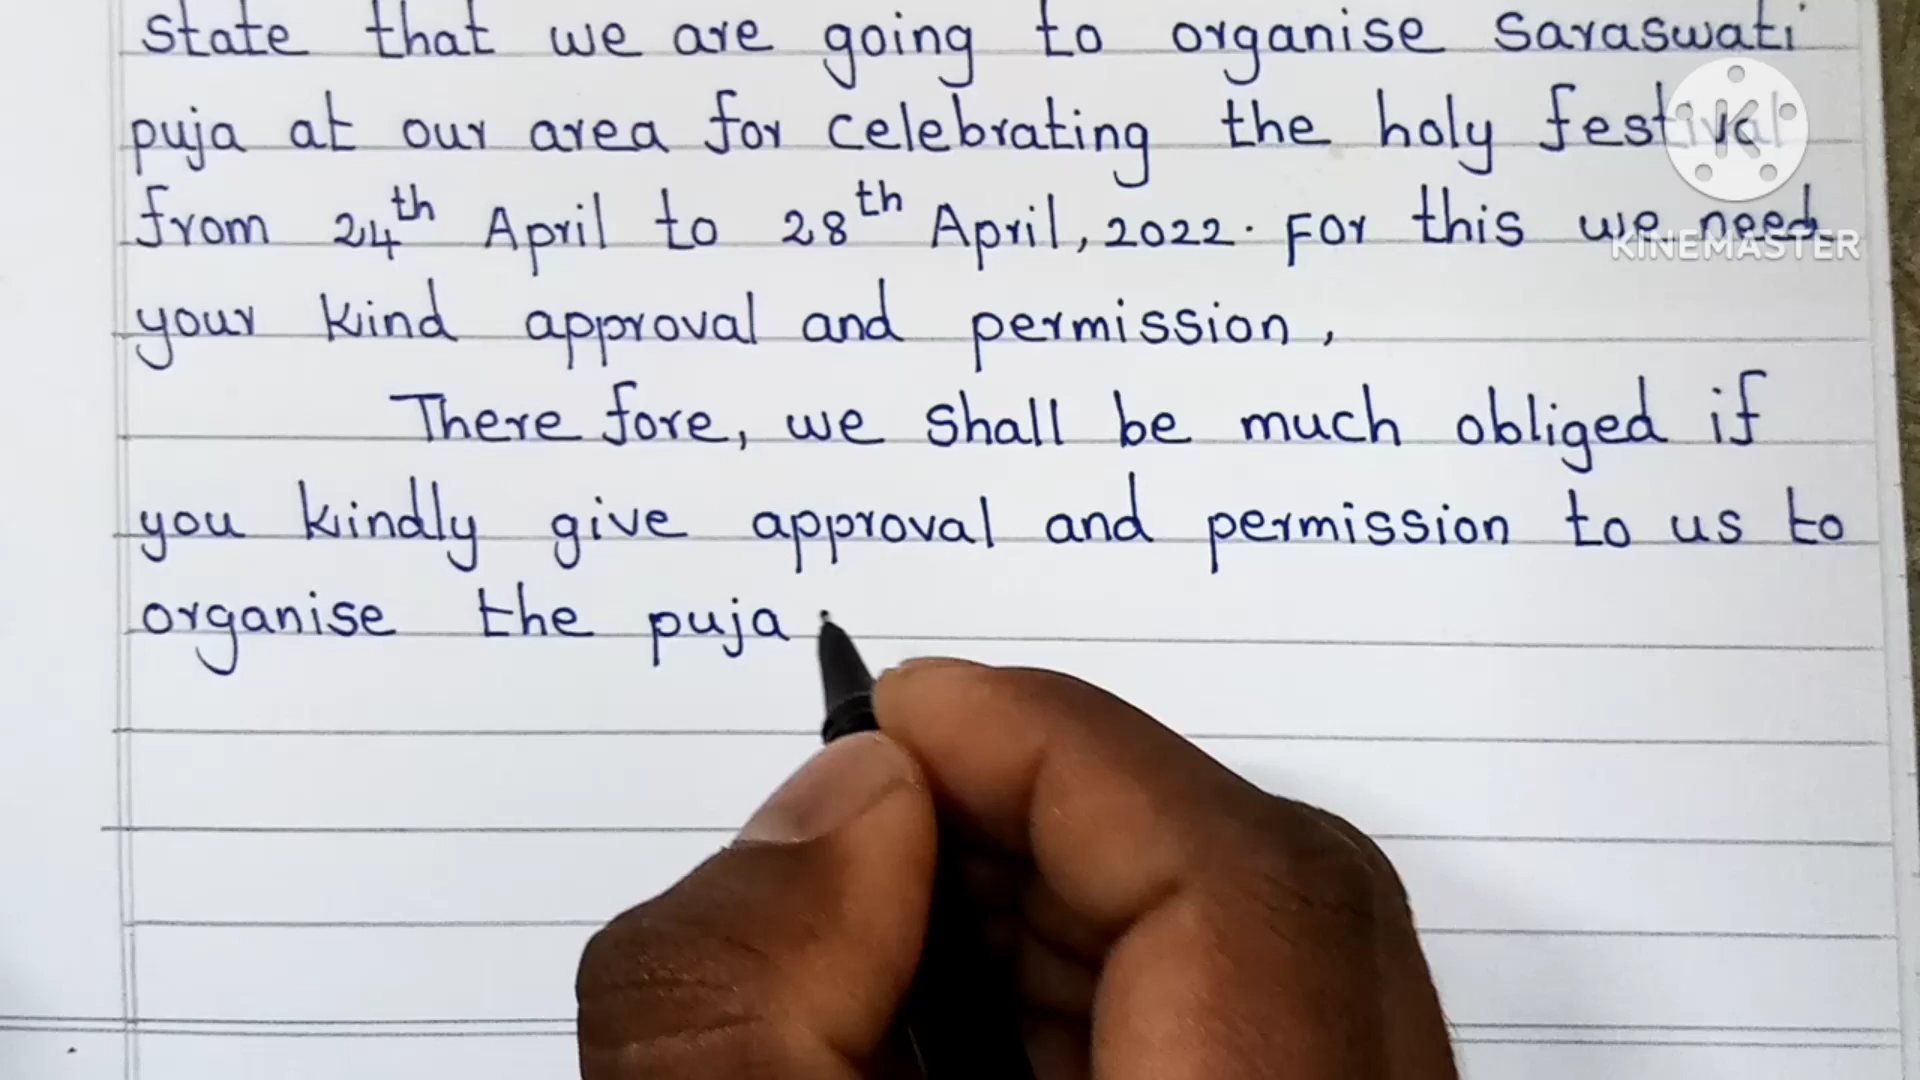 state that we are going to organise Saraswati
puja at our area for celebrating the holy festival
from 24th April to 28th April, 2022. For this we need
your kind approval and permission,
There fore, we shall be much obliged if
you kindly give approval and permission to us to
organise the puja
K
KINEMASTER